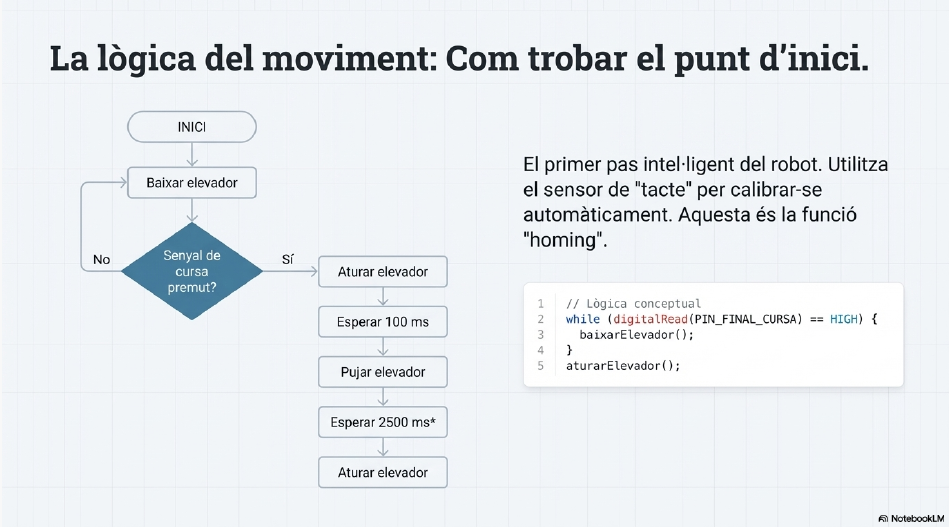 La lògica del moviment: Com trobar el punt d'inici.
INICI
Baixar elevador
No
Senyal de
cursa
premut?
Sí
Aturar elevador
Esperar 100 ms
Pujar elevador
Esperar 2500 ms*
Aturar elevador
El primer pas intel·ligent del robot. Utilitza
el sensor de "tacte" per calibrar-se
automàticament. Aquesta és la funció
"homing".
1 // Lògica conceptual
2 while (digitalRead(PIN_FINAL_CURSA) == HIGH) {
3   baixarElevador();
4 }
5 aturarElevador();
NotebookLM